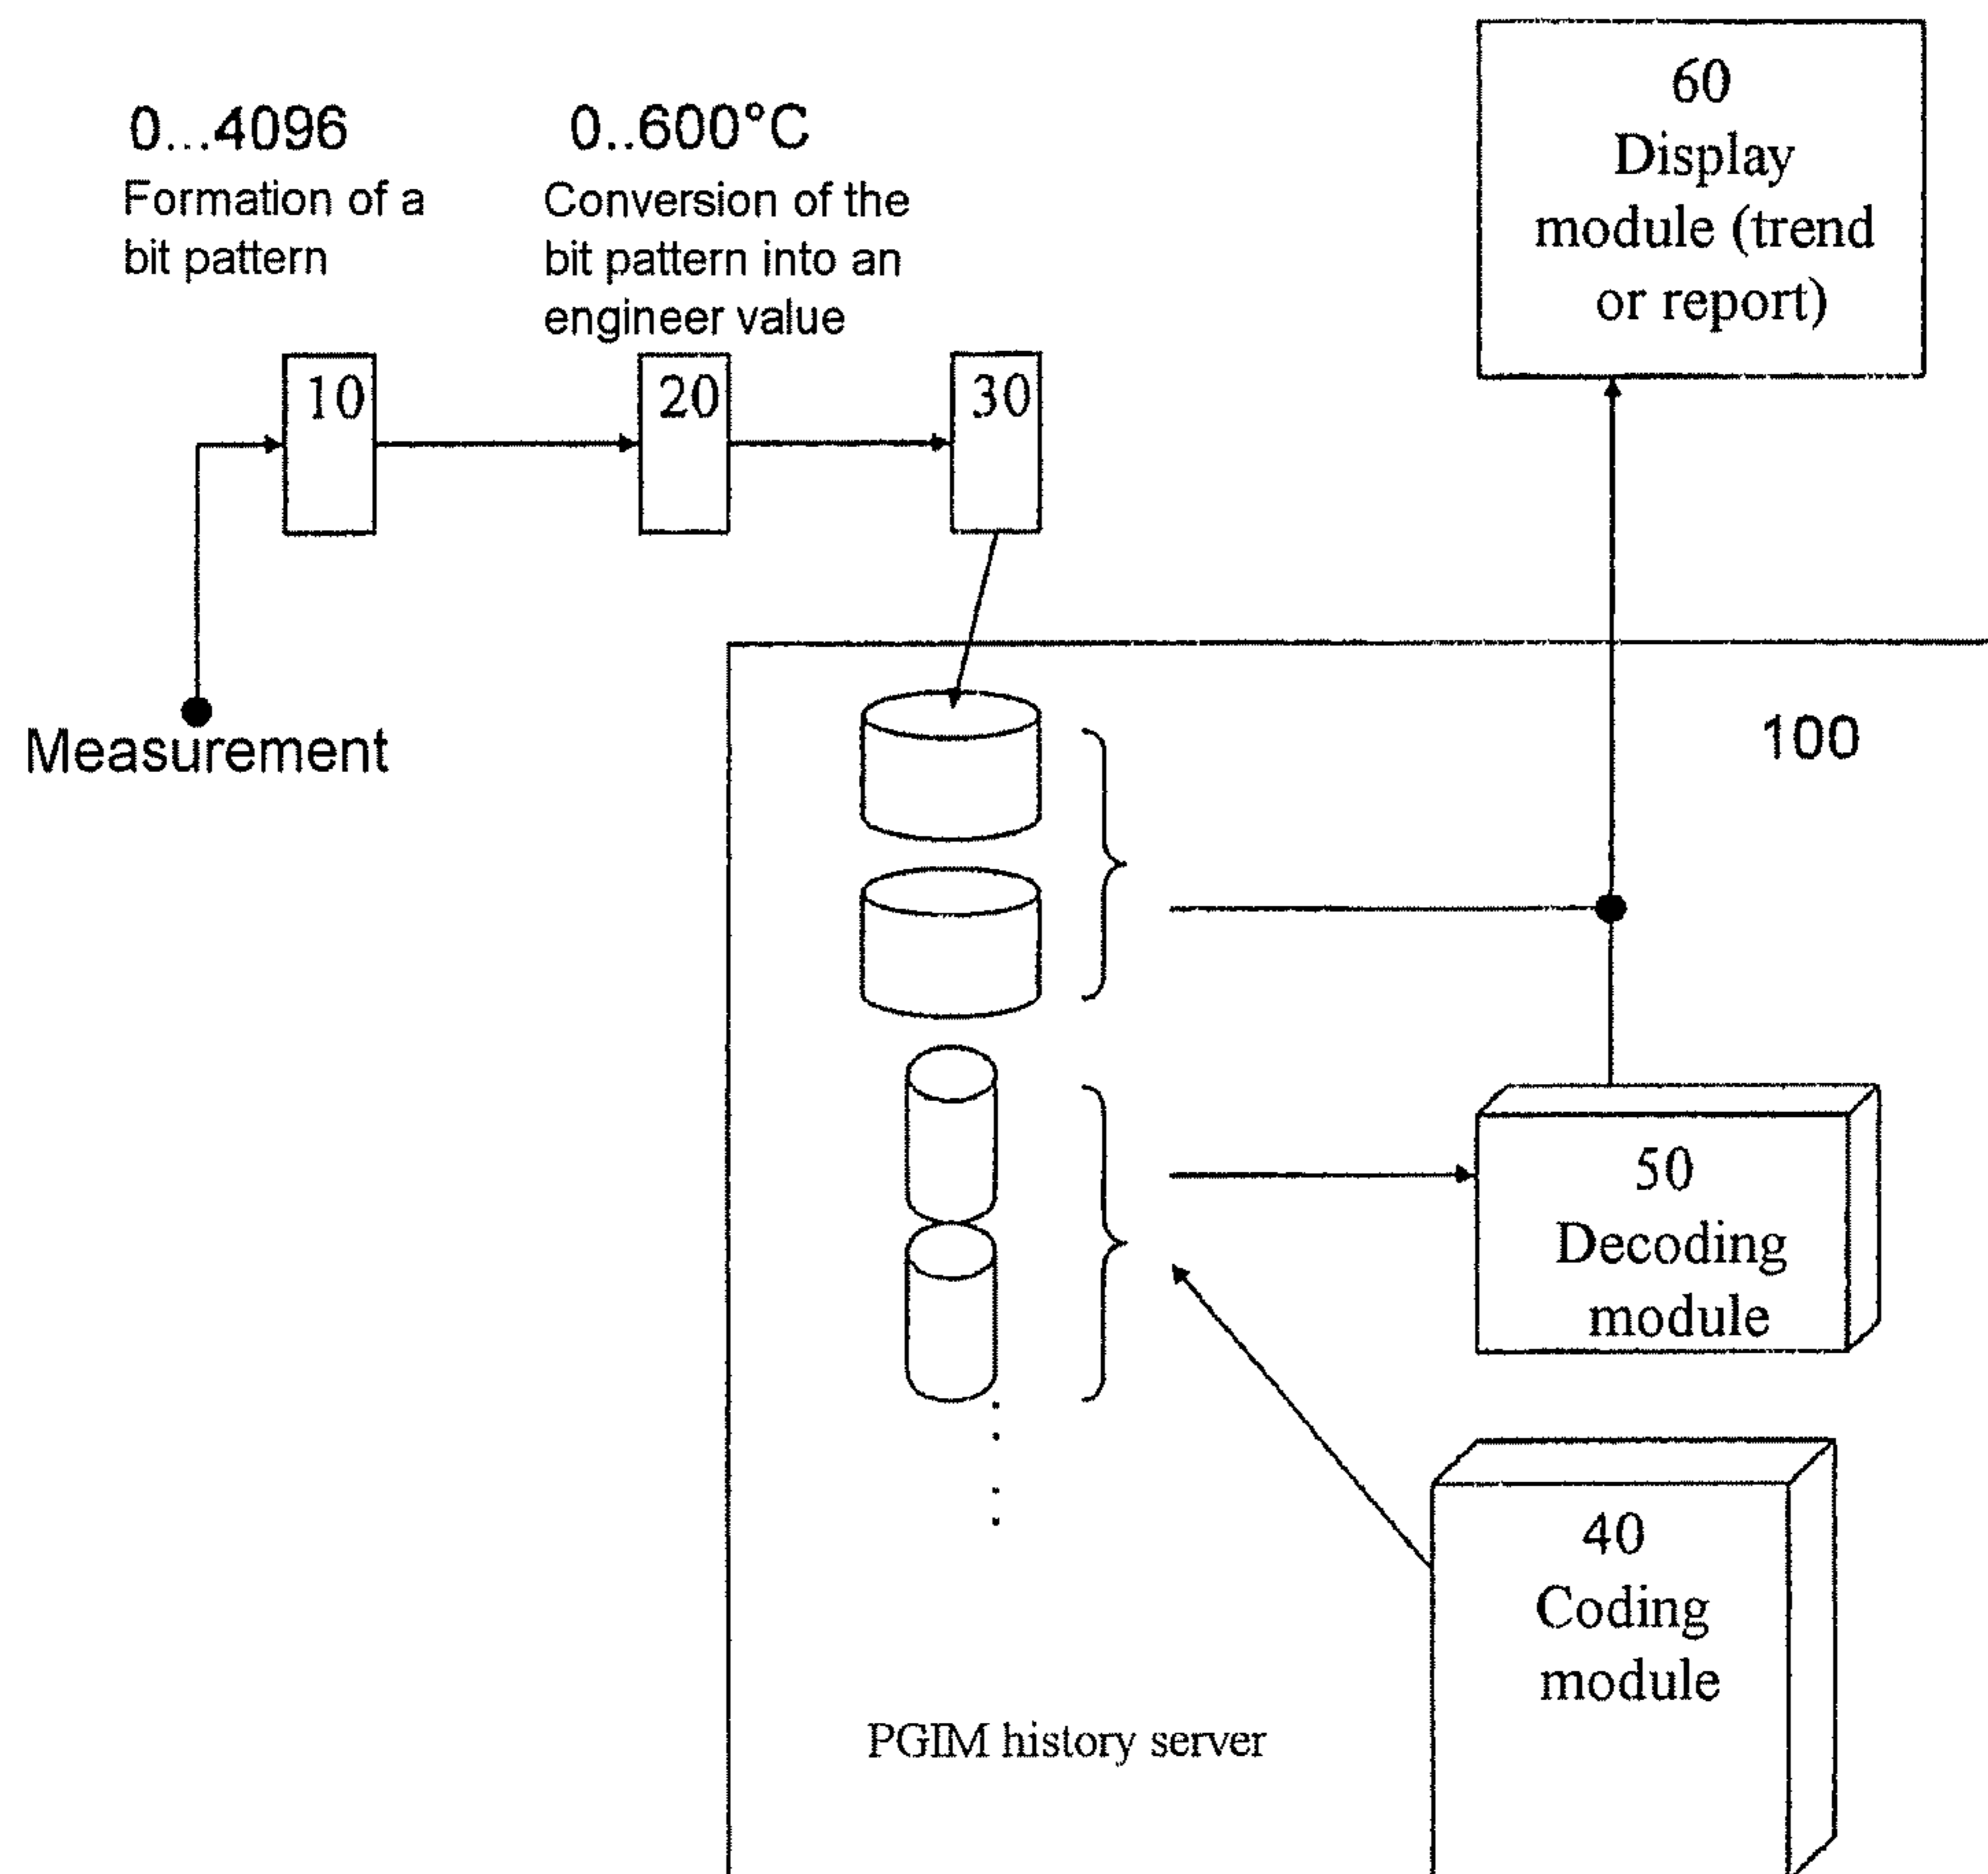 0...4096
Formation of a
bit pattern
0..600°C
Conversion of the
bit pattern into an
engineer value
60
Display
module (trend
or report)
10
20
30
Measurement
100
50
Decoding
module
40
Coding
module
PGIM history server